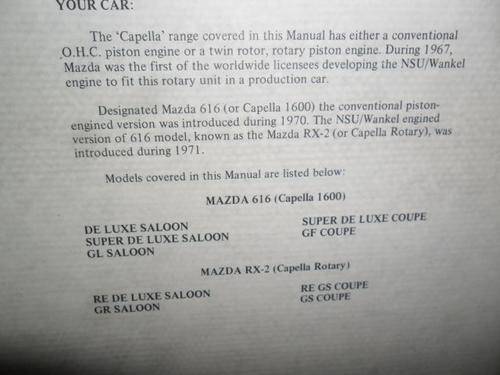 YOUR CAR:
The 'Capella' range covered in this Manual has either a conventional
O.H.C. piston engine or a twin rotor, rotary piston engine. During 1967,
Mazda was the first of the worldwide licensees developing the NSU/Wankel
engine to fit this rotary unit in a production car.
Designated Mazda 616 (or Capella 1600) the conventional piston-
engined version was introduced during 1970. The NSU/Wankel engined
version of 616 model, known as the Mazda RX-2 (or Capella Rotary), was
introduced during 1971.
Models covered in this Manual are listed below:
MAZDA 616 (Capella 1600)
DE LUXE SALOON
SUPER DE LUXE SALOON
GL SALOON
SUPER DE LUXE COUPE
GF COUPE
MAZDA RX-2 (Capella Rotary)
RE DE LUXE SALOON
GR SALOON
RE GS COUPE
GS COUPE